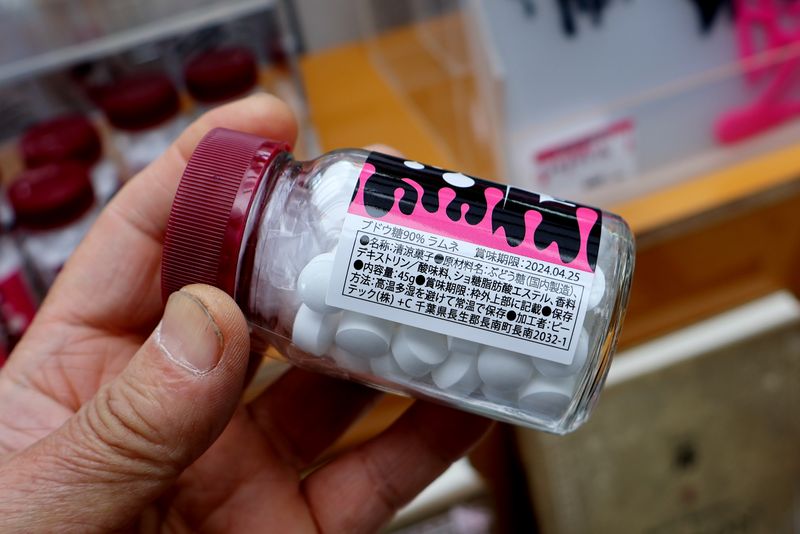 ブドウ糖90% ラムネ　賞味期限：2024.04.25
●名称：清涼菓子●原材料名：ぶどう糖（国内製造）、
デキストリン／酸味料、ショ糖脂肪酸エステル、香料
●内容量：45g●賞味期限：枠外上部に記載●保存
方法：高温多湿を避けて常温で保存●加工者：ピー
テック（株）+C 千葉県長生郡長南町長南2032-1